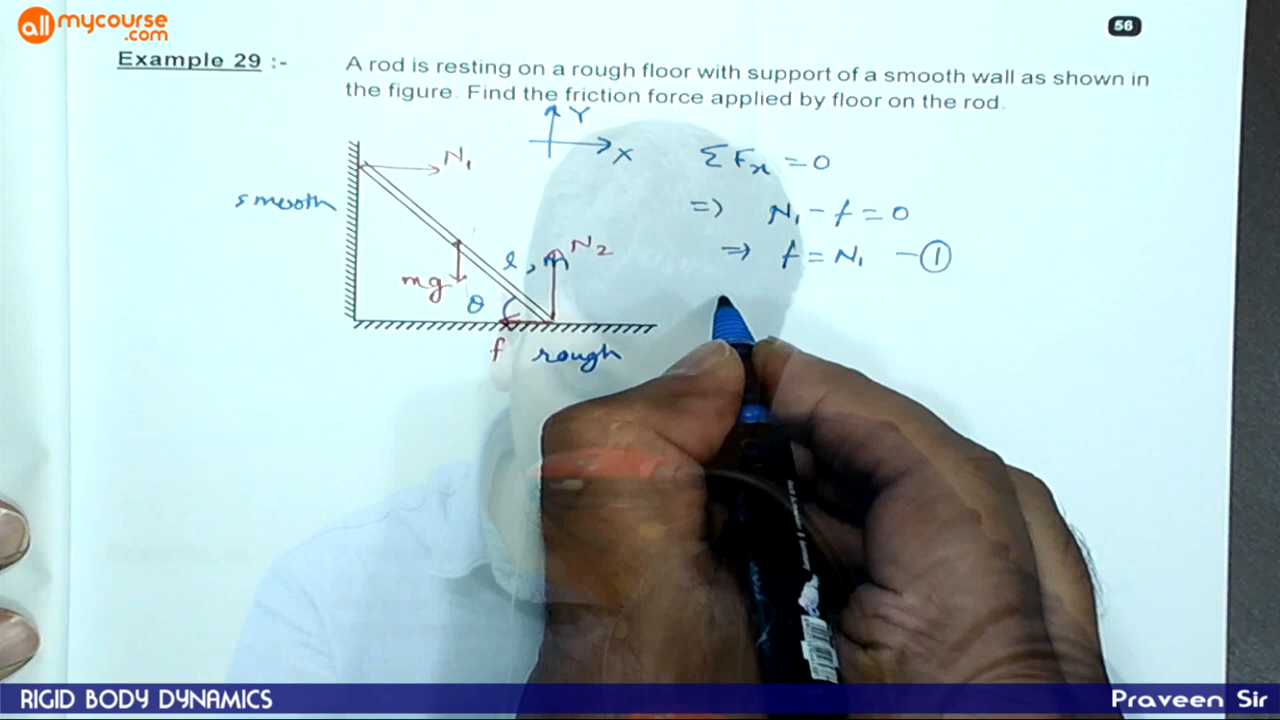 all mycourse
.com
56
Example 29 :-
A rod is resting on a rough floor with support of a smooth wall as shown in
the figure. Find the friction force applied by floor on the rod.
Y
X
N₁
smooth
N₂
l, m
mg
θ
f
rough
ΣFx = 0
⇒ N₁ - f = 0
⇒ f = N₁ - ①
RIGID BODY DYNAMICS
Praveen Sir